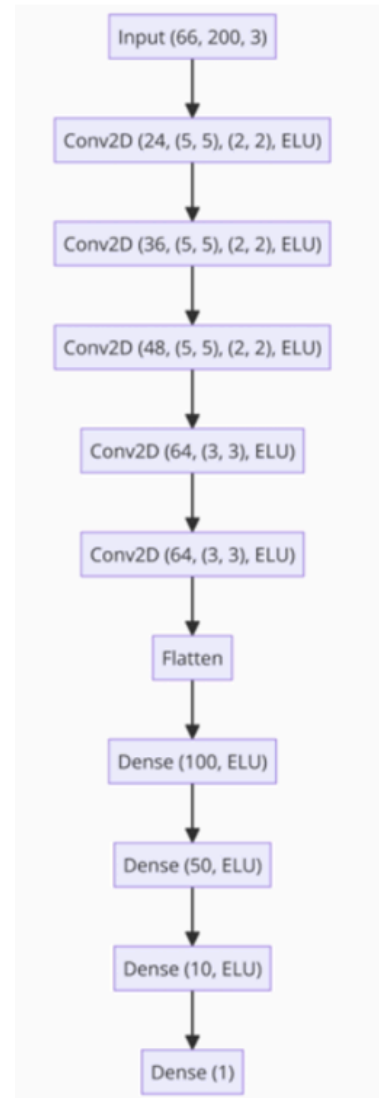 Input (66, 200, 3)
Conv2D (24, (5, 5), (2, 2), ELU)
Conv2D (36, (5, 5), (2, 2), ELU)
Conv2D (48, (5, 5), (2, 2), ELU)
Conv2D (64, (3, 3), ELU)
Conv2D (64, (3, 3), ELU)
Flatten
Dense (100, ELU)
Dense (50, ELU)
Dense (10, ELU)
Dense (1)